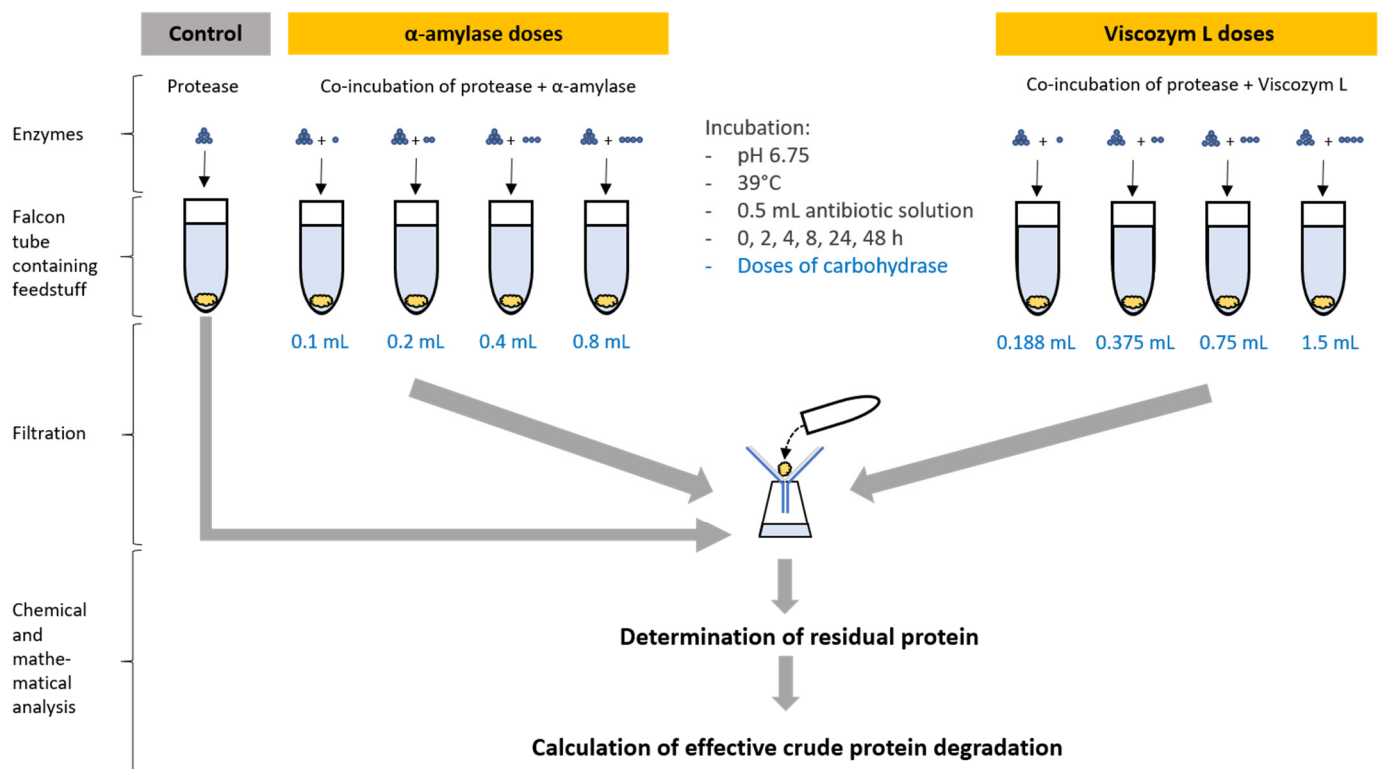 Control
α-amylase doses
Viscozym L doses
Protease
Co-incubation of protease + α-amylase
Co-incubation of protease + Viscozym L
Enzymes
+
+
+
+
+
+
+
+
Incubation:
- pH 6.75
- 39°C
- 0.5 mL antibiotic solution
- 0, 2, 4, 8, 24, 48 h
- Doses of carbohydrase
Falcon
tube
containing
feedstuff
0.1 mL
0.2 mL
0.4 mL
0.8 mL
0.188 mL
0.375 mL
0.75 mL
1.5 mL
Filtration
Chemical
and
mathe-
matical
analysis
Determination of residual protein
Calculation of effective crude protein degradation